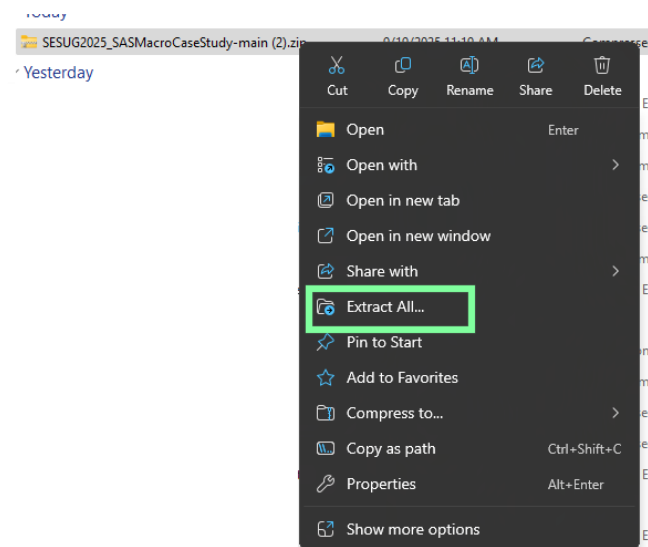 Today
SESUG2025_SASMacroCaseStudy-main (2).zip 9/19/2025 11:19 AM
Yesterday
Cut Copy Rename Share Delete
Open Enter
Open with
Open in new tab
Open in new window
Share with
Extract All...
Pin to Start
Add to Favorites
Compress to...
Copy as path Ctrl+Shift+C
Properties Alt+Enter
Show more options